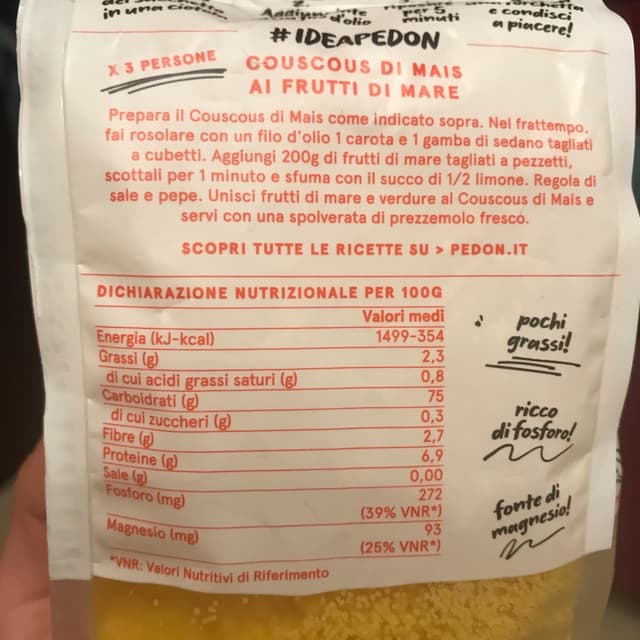 in una ciotola
d'olio
per 5
minuti
e condisci
a piacere!
#IDEAPEDON
X 3 PERSONE
COUSCOUS DI MAIS
AI FRUTTI DI MARE
Prepara il Couscous di Mais come indicato sopra. Nel frattempo,
fai rosolare con un filo d'olio 1 carota e 1 gamba di sedano tagliati
a cubetti. Aggiungi 200g di frutti di mare tagliati a pezzetti,
scottali per 1 minuto e sfuma con il succo di 1/2 limone. Regola di
sale e pepe. Unisci frutti di mare e verdure al Couscous di Mais e
servi con una spolverata di prezzemolo fresco.
SCOPRI TUTTE LE RICETTE SU > PEDON.IT
DICHIARAZIONE NUTRIZIONALE PER 100G
Valori medi
Energia (kJ-kcal) 1499-354
Grassi (g) 2,3
di cui acidi grassi saturi (g) 0,8
Carboidrati (g) 75
di cui zuccheri (g) 0,3
Fibre (g) 2,7
Proteine (g) 6,9
Sale (g) 0,00
Fosforo (mg) 272
(39% VNR*)
Magnesio (mg) 93
(25% VNR*)
*VNR: Valori Nutritivi di Riferimento
pochi
grassi!
ricco
di fosforo!
fonte di
magnesio!